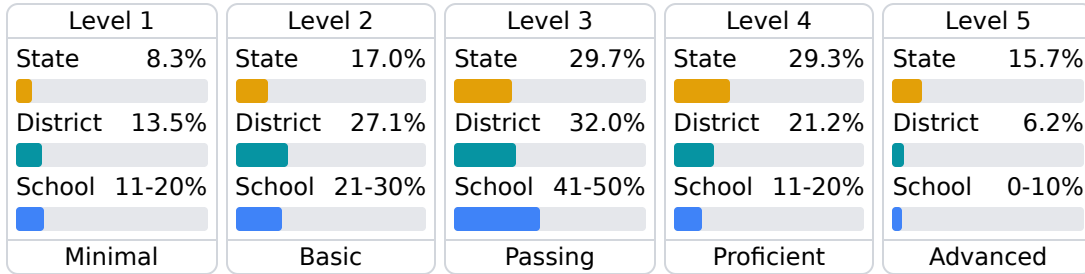 Level 1
State 8.3%
District 13.5%
School 11-20%
Minimal
Level 2
State 17.0%
District 27.1%
School 21-30%
Basic
Level 3
State 29.7%
District 32.0%
School 41-50%
Passing
Level 4
State 29.3%
District 21.2%
School 11-20%
Proficient
Level 5
State 15.7%
District 6.2%
School 0-10%
Advanced